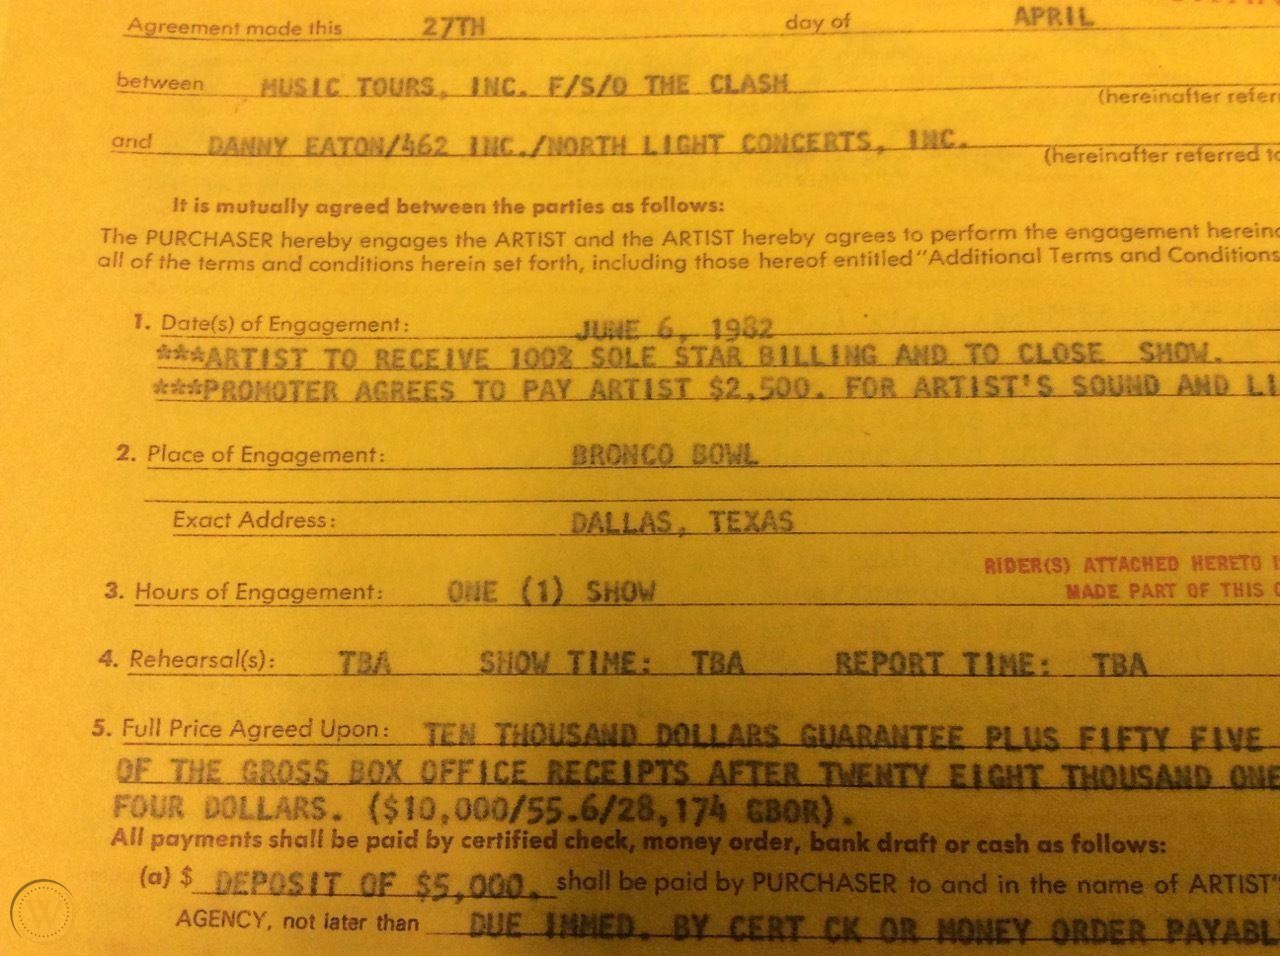 Agreement made this 27TH day of APRIL
between MUSIC TOURS, INC. F/S/O THE CLASH
(hereinafter refer
and DANNY EATON/462 INC./NORTH LIGHT CONCERTS, INC.
(hereinafter referred to
It is mutually agreed between the parties as follows:
The PURCHASER hereby engages the ARTIST and the ARTIST hereby agrees to perform the engagement herein
all of the terms and conditions herein set forth, including those hereof entitled "Additional Terms and Conditions
1. Date(s) of Engagement: JUNE 6, 1982
***ARTIST TO RECEIVE 100% SOLE STAR BILLING AND TO CLOSE SHOW.
***PROMOTER AGREES TO PAY ARTIST $2,500. FOR ARTIST'S SOUND AND LI
2. Place of Engagement: BRONCO BOWL
Exact Address: DALLAS, TEXAS
RIDER(S) ATTACHED HERETO
MADE PART OF THIS
3. Hours of Engagement: ONE (1) SHOW
4. Rehearsal(s): TBA SHOW TIME: TBA REPORT TIME: TBA
5. Full Price Agreed Upon: TEN THOUSAND DOLLARS GUARANTEE PLUS FIFTY FIVE
OF THE GROSS BOX OFFICE RECEIPTS AFTER TWENTY EIGHT THOUSAND ONE
FOUR DOLLARS. ($10,000/55.6/28,174 GBOR).
All payments shall be paid by certified check, money order, bank draft or cash as follows:
(a) $ DEPOSIT OF $5,000. shall be paid by PURCHASER to and in the name of ARTIST'
AGENCY, not later than DUE IMMED. BY CERT CK OR MONEY ORDER PAYABL